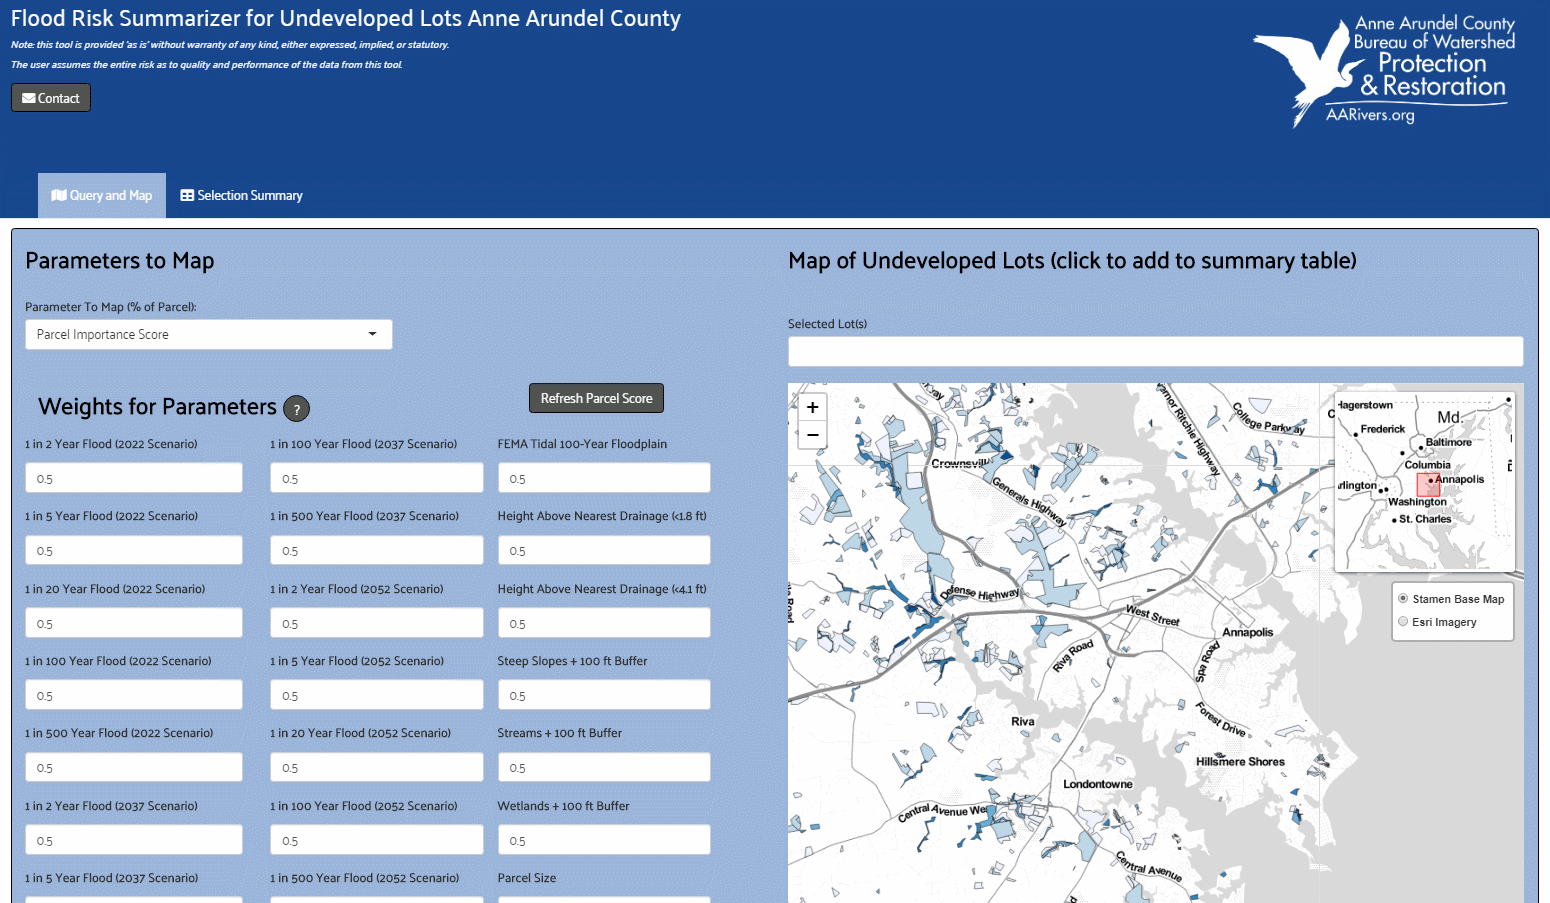 Flood Risk Summarizer for Undeveloped Lots Anne Arundel County
Note: this tool is provided 'as is' without warranty of any kind, either expressed, implied, or statutory.
The user assumes the entire risk as to quality and performance of the data from this tool.
Contact
Anne Arundel County
Bureau of Watershed
Protection
& Restoration
AARivers.org
Query and Map
Selection Summary
Parameters to Map
Parameter To Map (% of Parcel):
Parcel Importance Score
Weights for Parameters
?
Refresh Parcel Score
1 in 2 Year Flood (2022 Scenario)
1 in 100 Year Flood (2037 Scenario)
FEMA Tidal 100-Year Floodplain
0.5
0.5
0.5
1 in 5 Year Flood (2022 Scenario)
1 in 500 Year Flood (2037 Scenario)
Height Above Nearest Drainage (<1.8 ft)
0.5
0.5
0.5
1 in 20 Year Flood (2022 Scenario)
1 in 2 Year Flood (2052 Scenario)
Height Above Nearest Drainage (<4.1 ft)
0.5
0.5
0.5
1 in 100 Year Flood (2022 Scenario)
1 in 5 Year Flood (2052 Scenario)
Steep Slopes + 100 ft Buffer
0.5
0.5
0.5
1 in 500 Year Flood (2022 Scenario)
1 in 20 Year Flood (2052 Scenario)
Streams + 100 ft Buffer
0.5
0.5
0.5
1 in 2 Year Flood (2037 Scenario)
1 in 100 Year Flood (2052 Scenario)
Wetlands + 100 ft Buffer
0.5
0.5
0.5
1 in 5 Year Flood (2037 Scenario)
1 in 500 Year Flood (2052 Scenario)
Parcel Size
Map of Undeveloped Lots (click to add to summary table)
Selected Lot(s)
+
−
Crownsvill
Generals Highway
rnor Ritchie Highway
College Parkway
Defense Highway
West Street
Annapolis
Riva Road
Spa Road
Forest Drive
Riva
Hillsmere Shores
Londontowne
Central Avenue We
Central Avenue
Hagerstown
Md.
Frederick
Baltimore
Columbia
Annapolis
rlington
Washington
St. Charles
Stamen Base Map
Esri Imagery